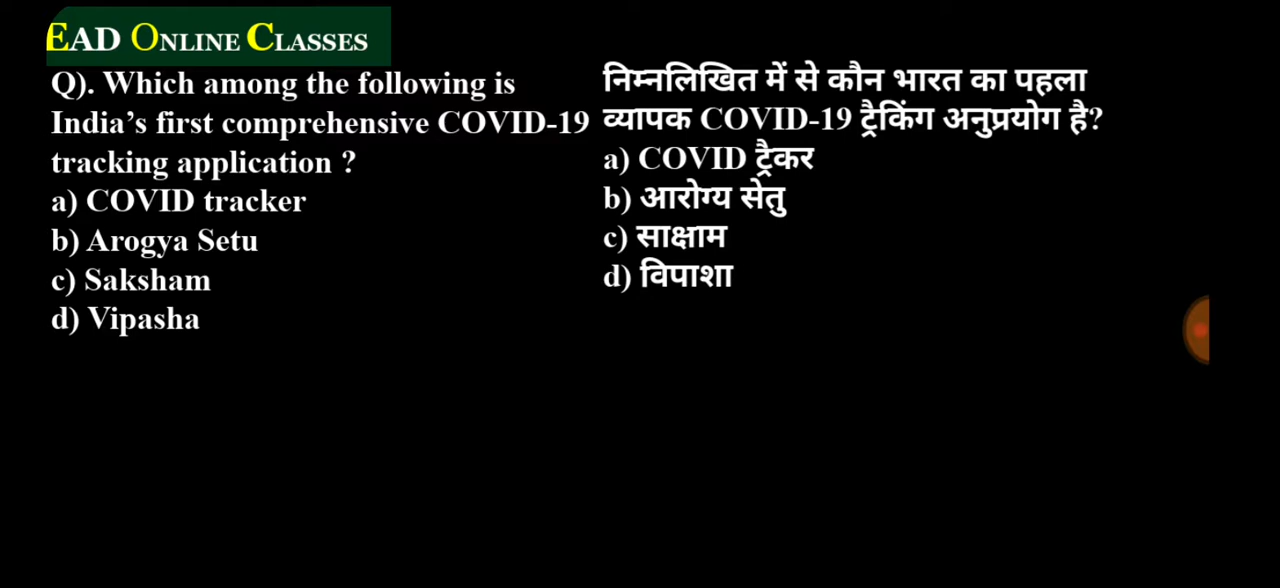 EAD ONLINE CLASSES
Q). Which among the following is
India’s first comprehensive COVID-19
tracking application ?
a) COVID tracker
b) Arogya Setu
c) Saksham
d) Vipasha
निम्नलिखित में से कौन भारत का पहला
व्यापक COVID-19 ट्रैकिंग अनुप्रयोग है?
a) COVID ट्रैकर
b) आरोग्य सेतु
c) साक्षाम
d) विपाशा